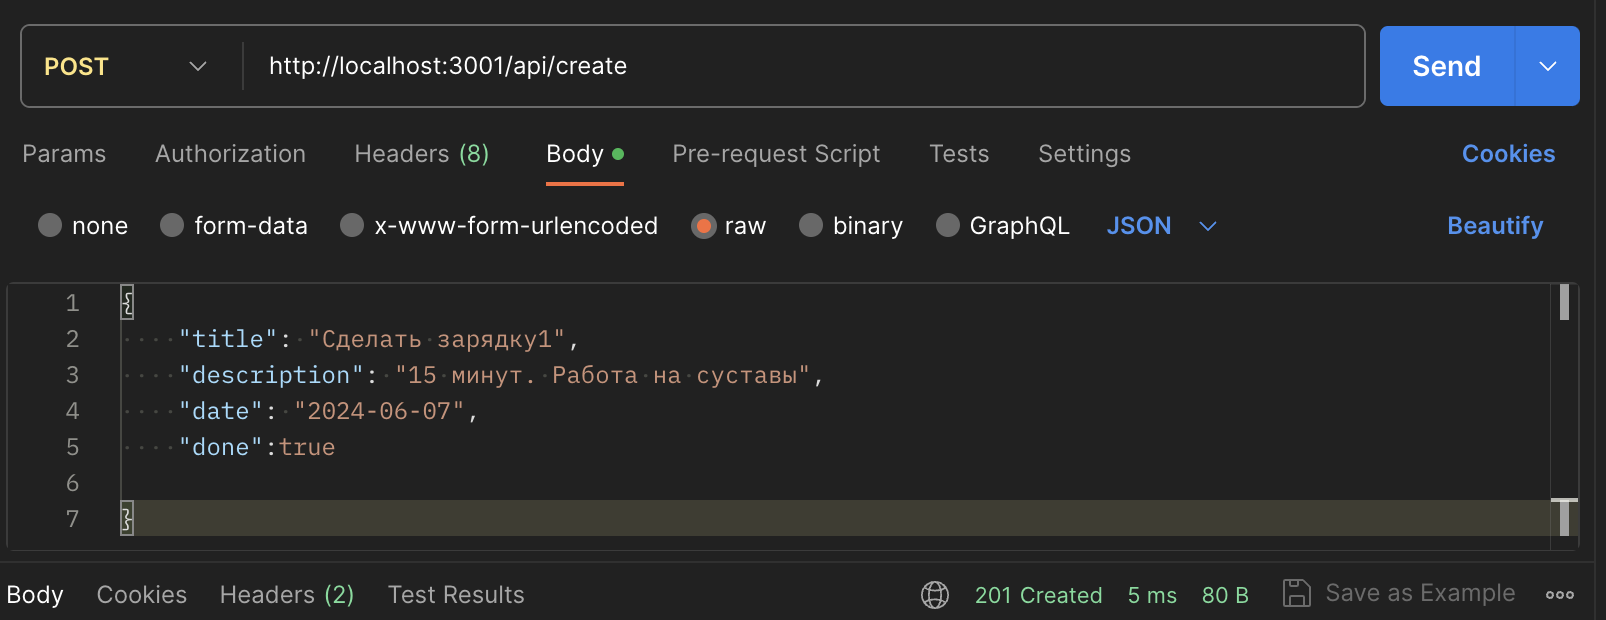 POST http://localhost:3001/api/create Send
Params Authorization Headers (8) Body Pre-request Script Tests Settings Cookies
none form-data x-www-form-urlencoded raw binary GraphQL JSON Beautify
1 {
2 "title": "Сделать зарядку1",
3 "description": "15 минут. Работа на суставы",
4 "date": "2024-06-07",
5 "done":true
6
7 }
Body Cookies Headers (2) Test Results 201 Created 5 ms 80 B Save as Example